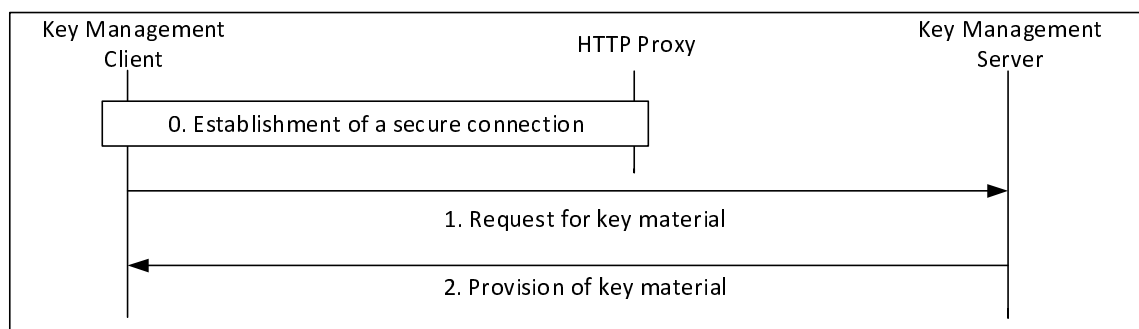 Key Management
Client
HTTP Proxy
Key Management
Server
0. Establishment of a secure connection
1. Request for key material
2. Provision of key material